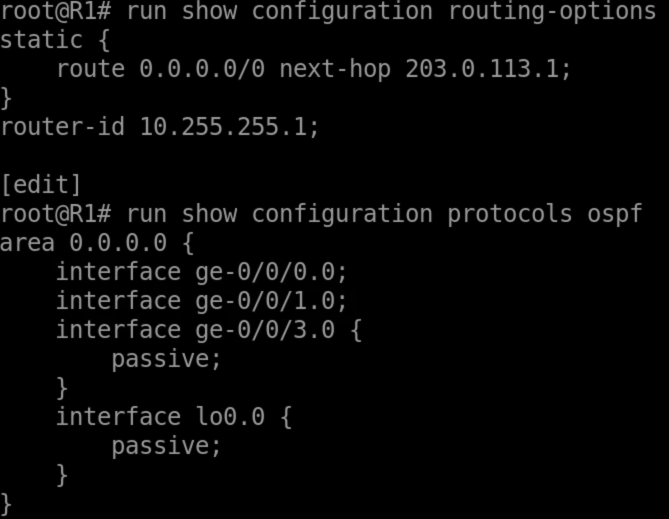 root@R1# run show configuration routing-options
static {
    route 0.0.0.0/0 next-hop 203.0.113.1;
}
router-id 10.255.255.1;

[edit]
root@R1# run show configuration protocols ospf
area 0.0.0.0 {
    interface ge-0/0/0.0;
    interface ge-0/0/1.0;
    interface ge-0/0/3.0 {
        passive;
    }
    interface lo0.0 {
        passive;
    }
}